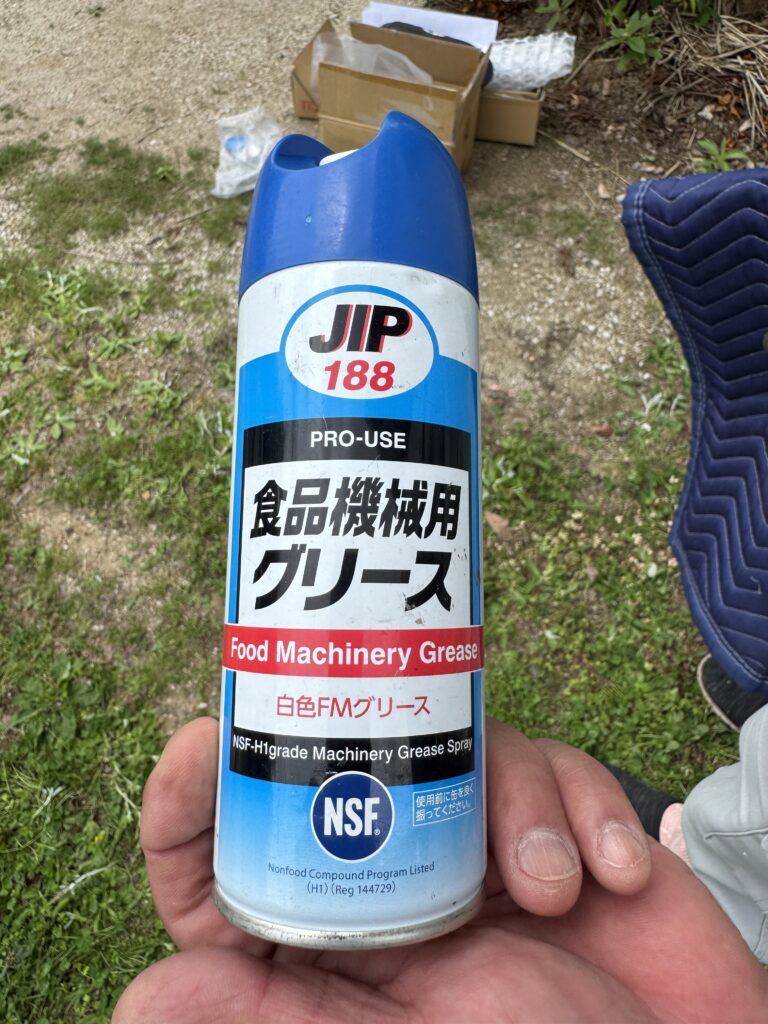 JIP
188
PRO-USE
食品機械用
グリース
Food Machinery Grease
白色FMグリース
NSF-H1grade Machinery Grease Spray
NSF®
使用前に缶を良く
振ってください。
Nonfood Compound Program Listed
(H1) (Reg 144729)